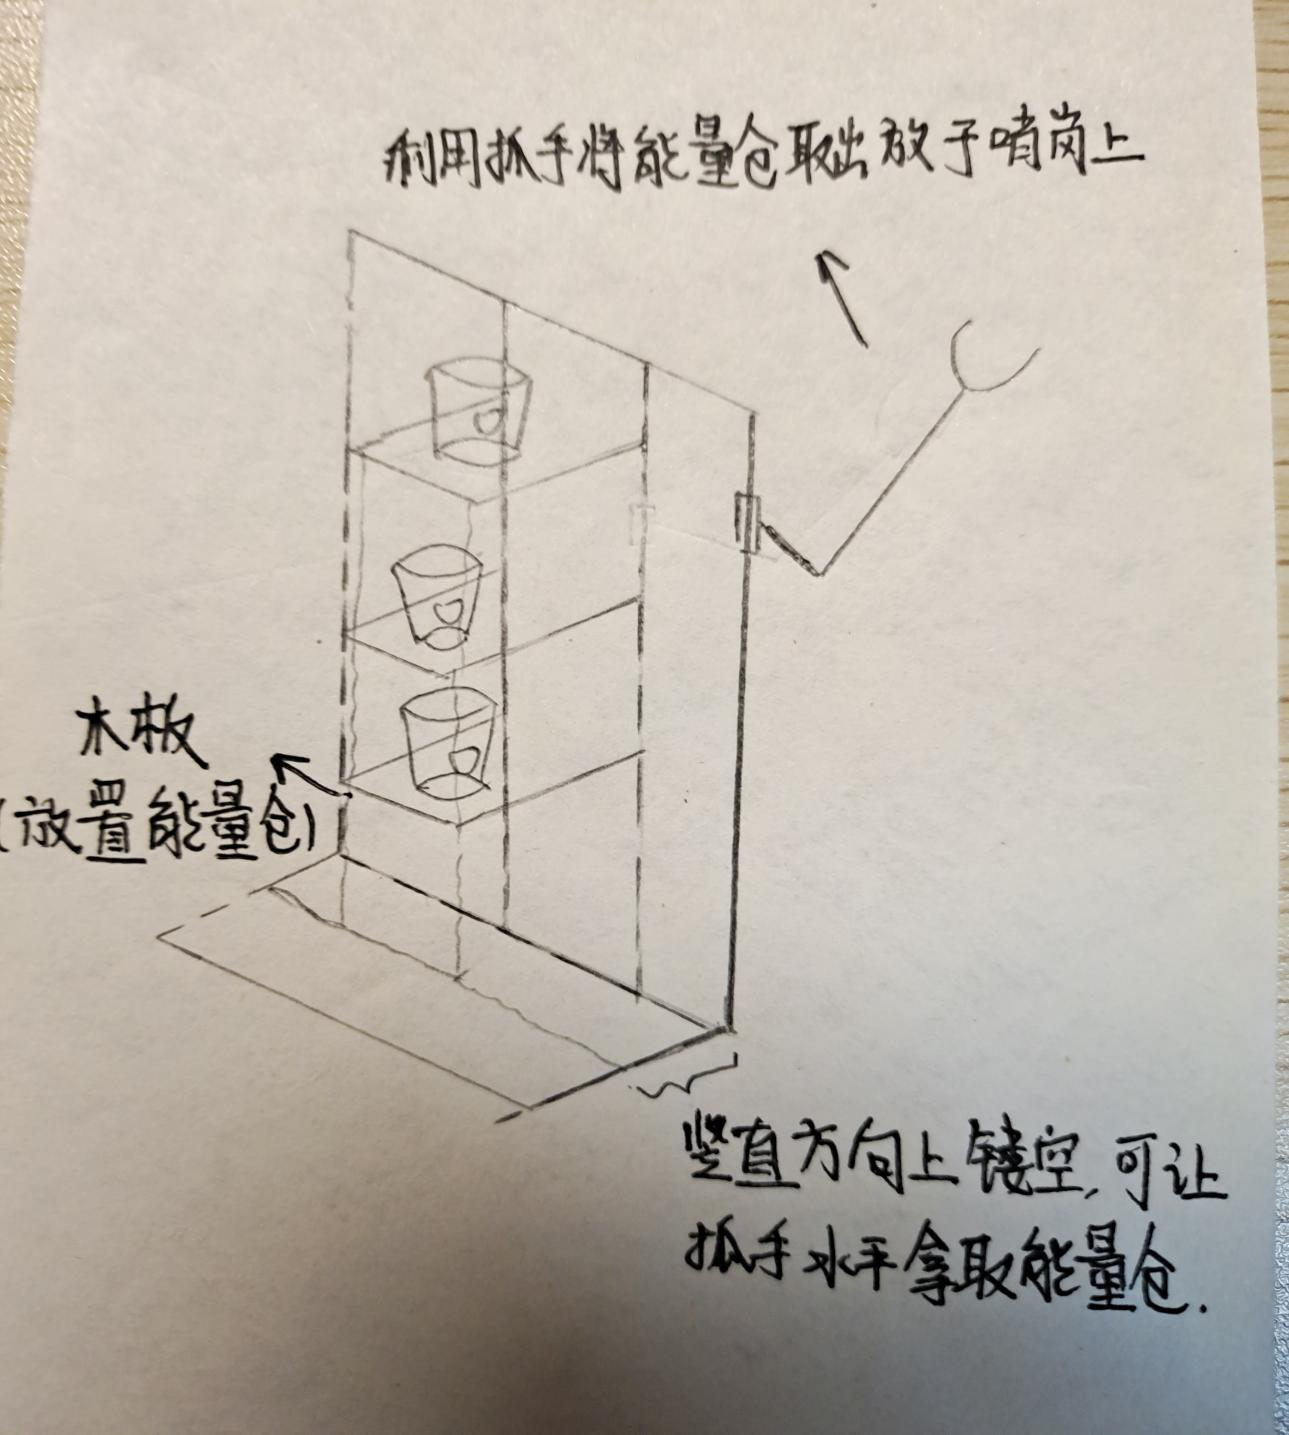 利用抓手将能量仓取出放于哨岗上
木板
(放置能量仓)
竖直方向上镂空,可让
抓手水平拿取能量仓.